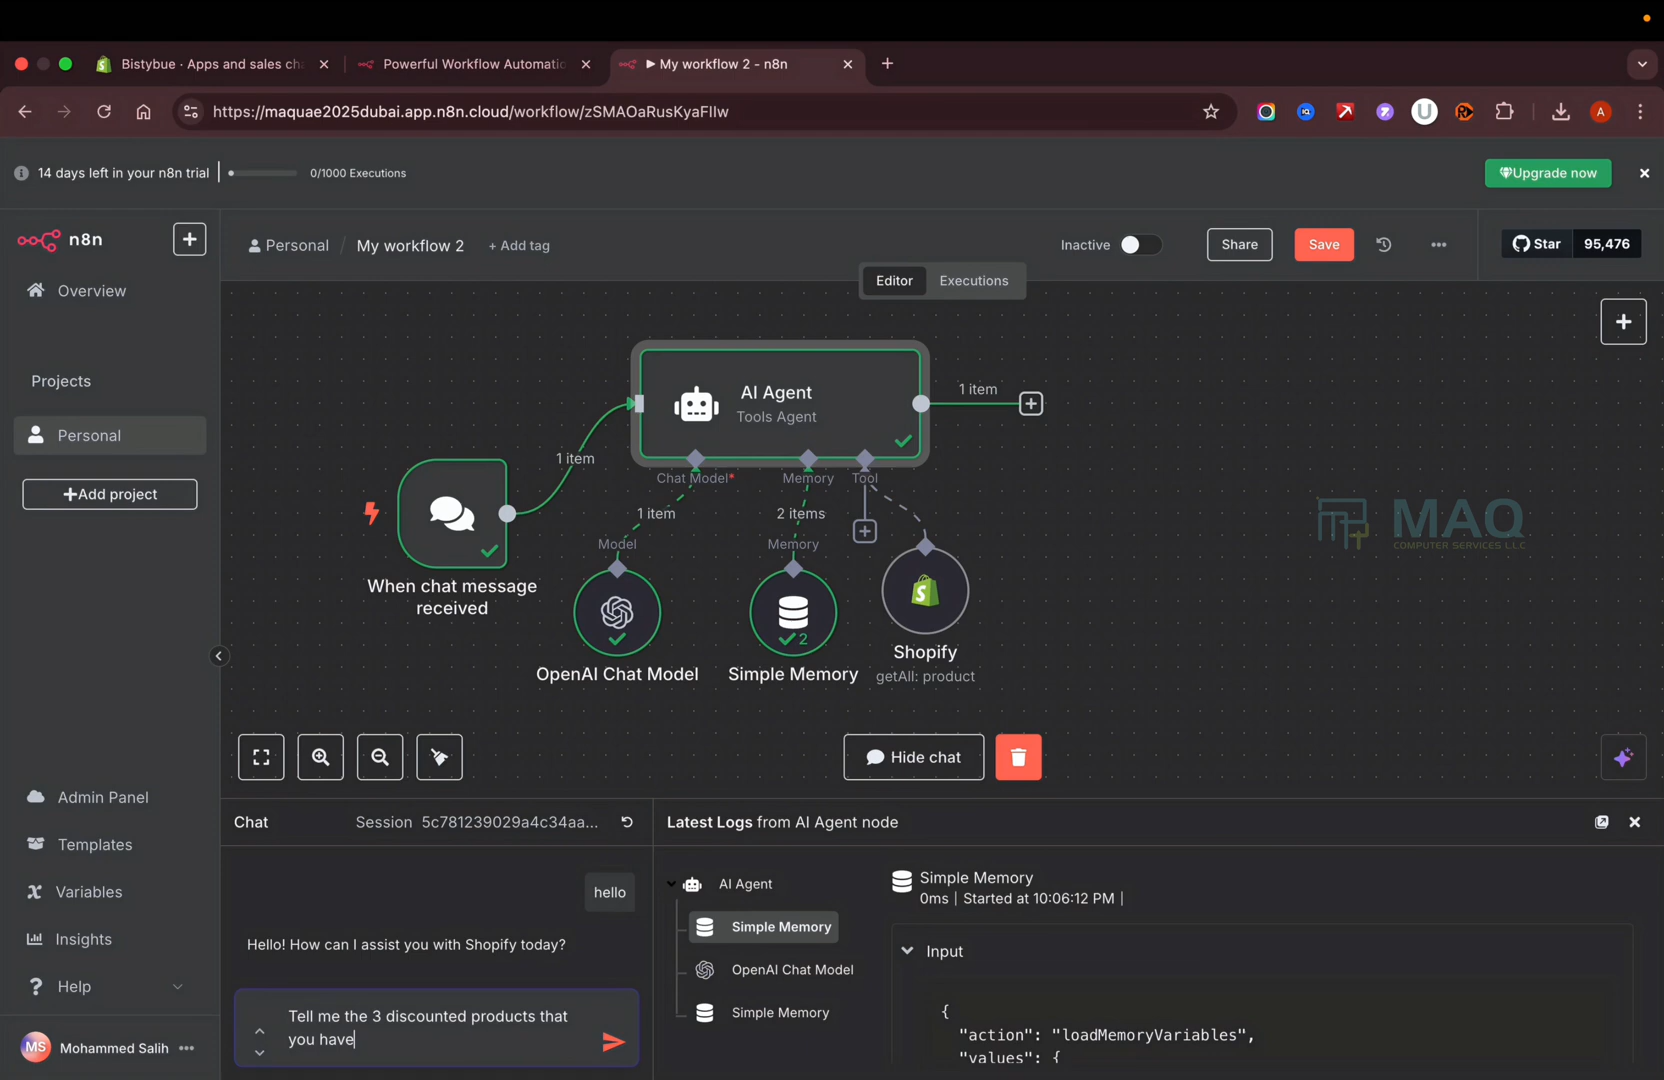 Bistybue · Apps and sales cha
Powerful Workflow Automatio
My workflow 2 - n8n
https://maquae2025dubai.app.n8n.cloud/workflow/zSMAOaRusKyaFIlw
A
14 days left in your n8n trial
0/1000 Executions
Upgrade now
n8n
Personal / My workflow 2 + Add tag
Inactive
Share
Save
Star 95,476
Editor
Executions
Overview
Projects
Personal
Add project
AI Agent
Tools Agent
1 item
1 item
Chat Model*
Memory
Tool
1 item
2 items
Model
Memory
When chat message
received
2
OpenAI Chat Model
Simple Memory
Shopify
getAll: product
MAQ
COMPUTER SERVICES L.L.C
Hide chat
Admin Panel
Templates
Variables
Insights
Help
MS Mohammed Salih
Chat
Session 5c781239029a4c34aa...
hello
Hello! How can I assist you with Shopify today?
Tell me the 3 discounted products that
you have
Latest Logs from AI Agent node
AI Agent
Simple Memory
OpenAI Chat Model
Simple Memory
Simple Memory
0ms | Started at 10:06:12 PM |
Input
{
"action": "loadMemoryVariables",
"values": {